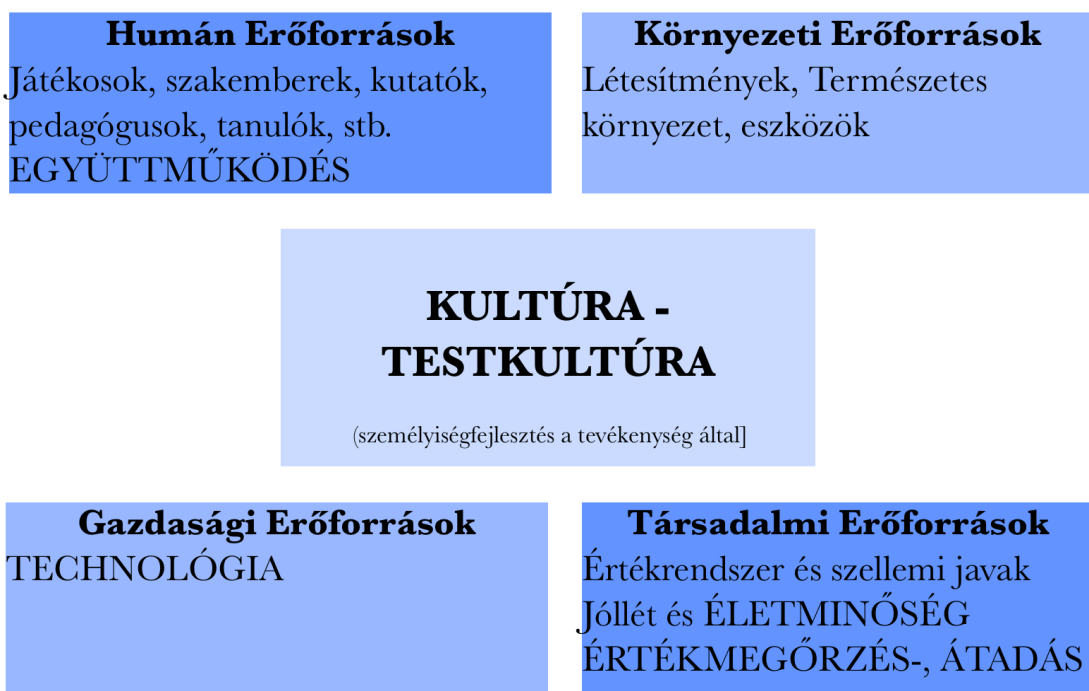 Humán Erőforrások
Játékosok, szakemberek, kutatók,
pedagógusok, tanulók, stb.
EGYÜTTMŰKÖDÉS
Környezeti Erőforrások
Létesítmények, Természetes
környezet, eszközök
KULTÚRA -
TESTKULTÚRA
(személyiségfejlesztés a tevékenység által]
Gazdasági Erőforrások
TECHNOLÓGIA
Társadalmi Erőforrások
Értékrendszer és szellemi javak
Jóllét és ÉLETMINŐSÉG
ÉRTÉKMEGŐRZÉS-, ÁTADÁS